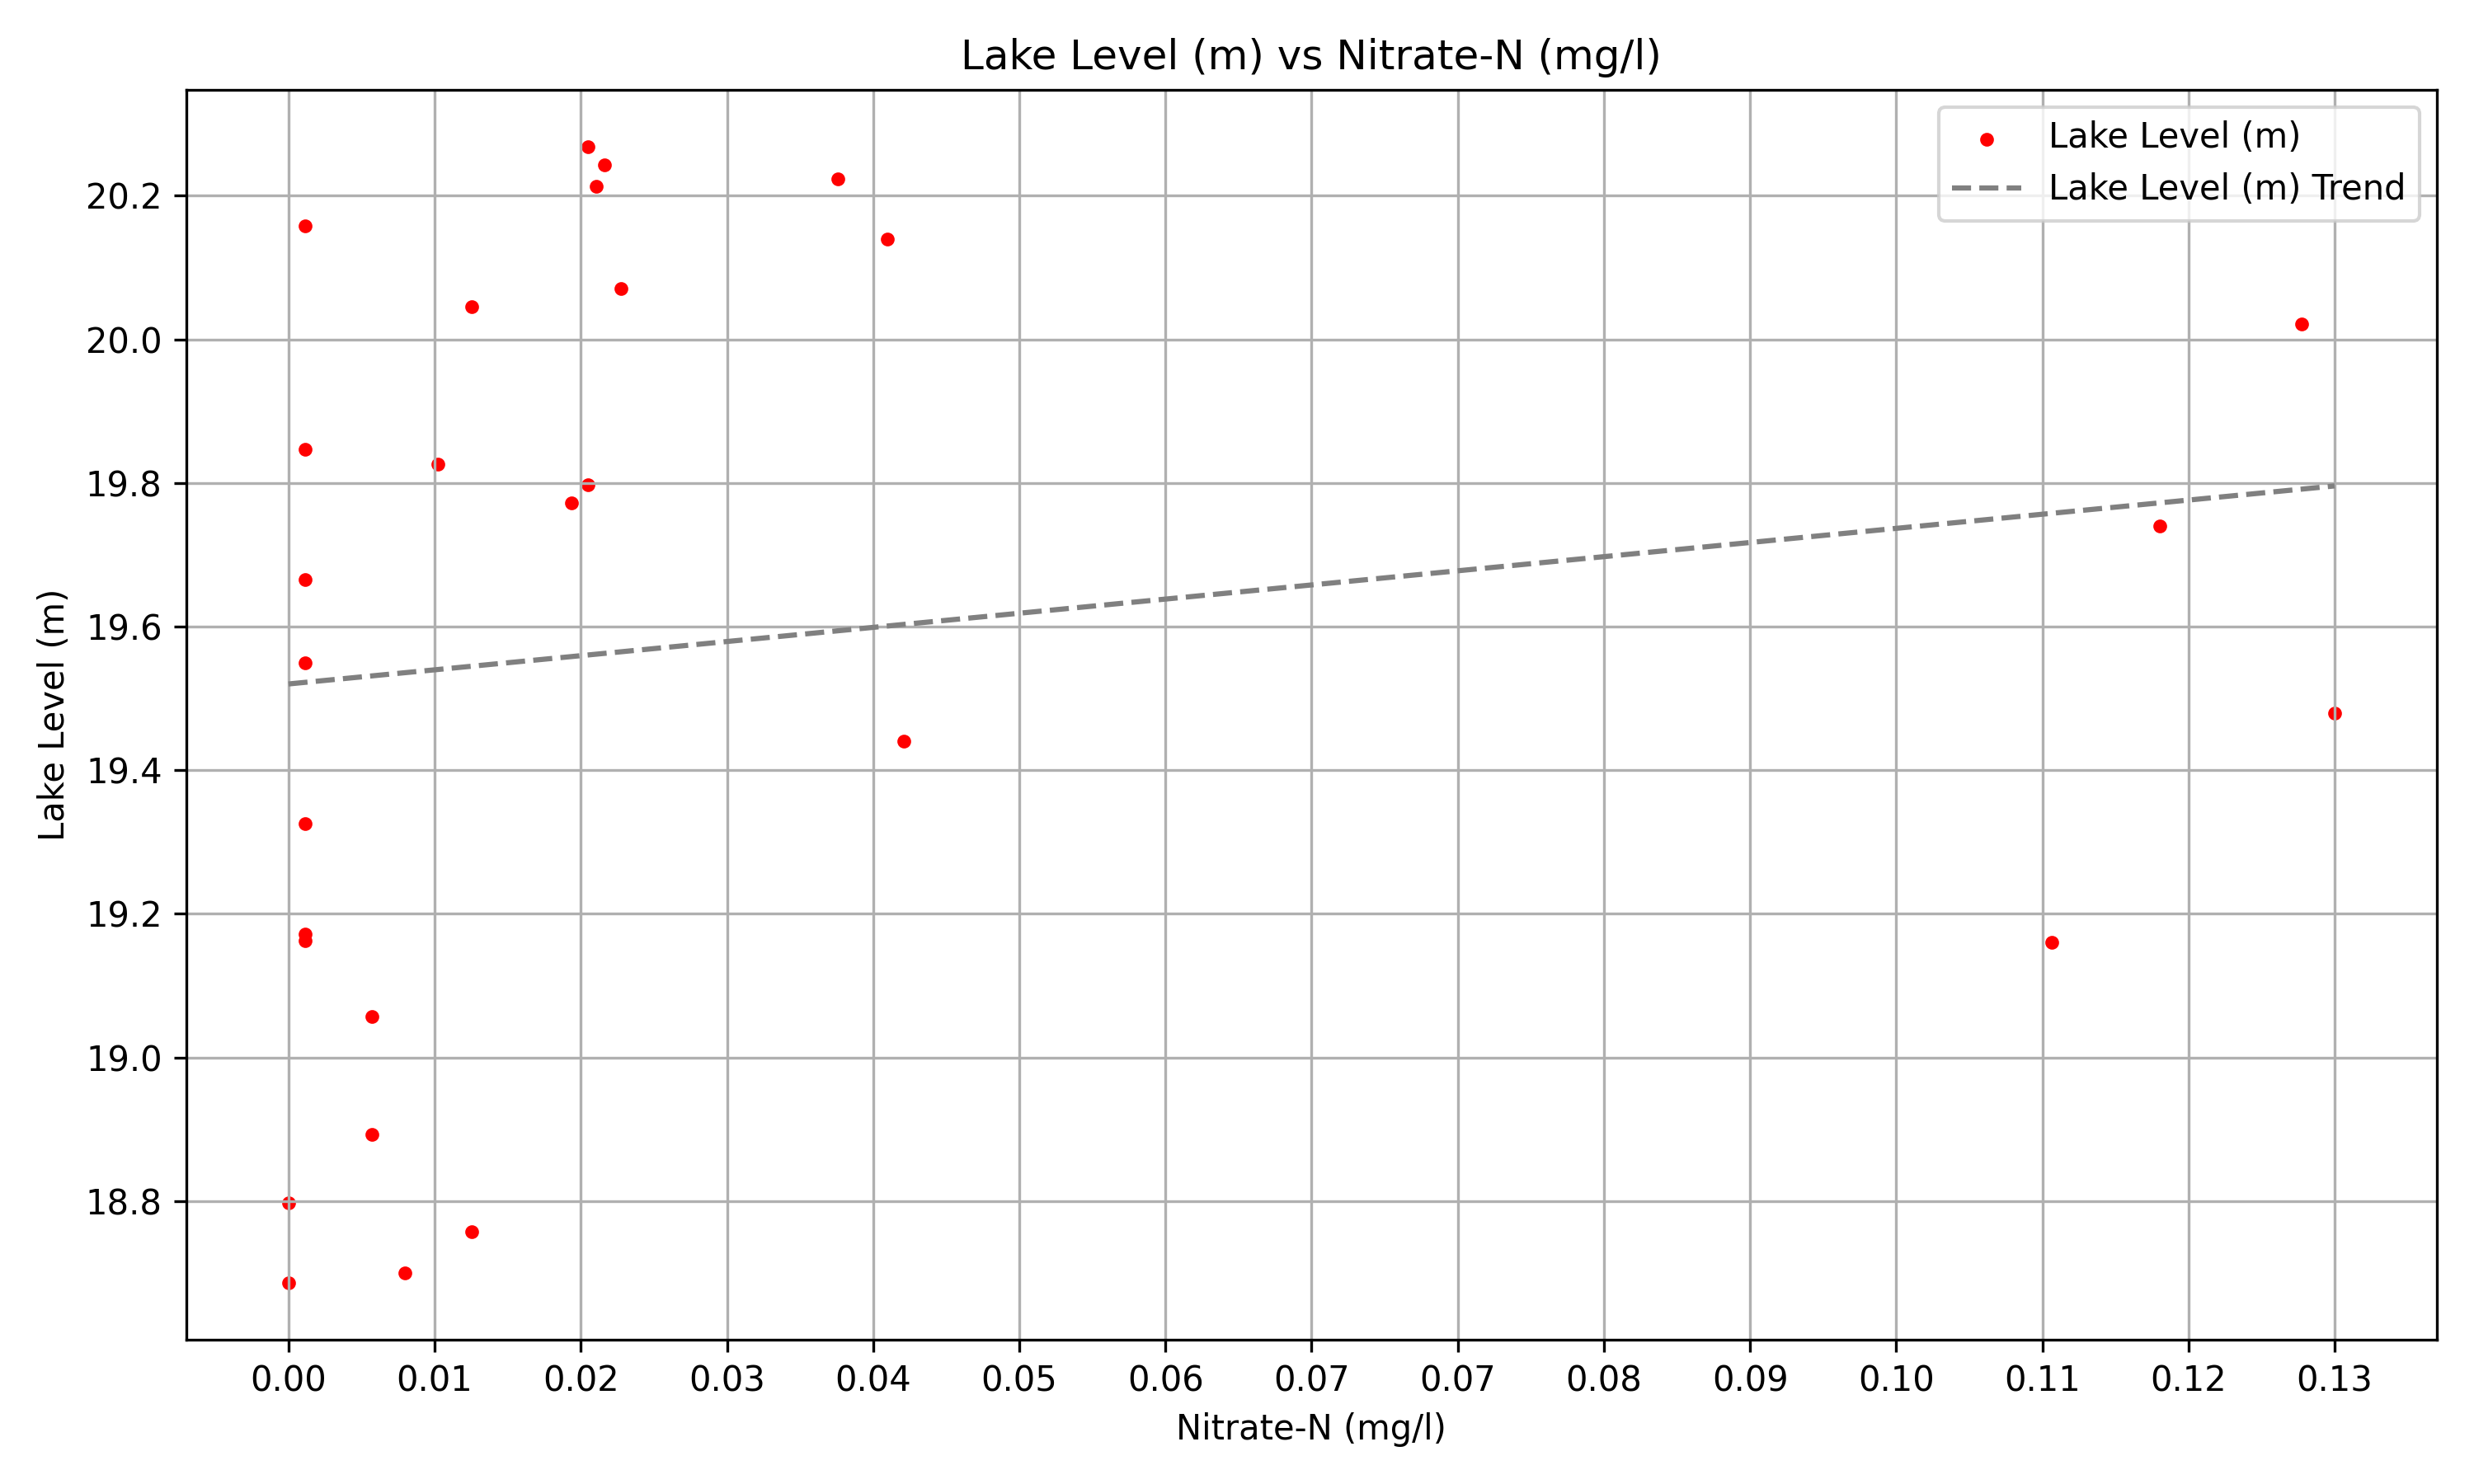 Lake Level (m) vs Nitrate-N (mg/l)
Lake Level (m)
Lake Level (m) Trend
20.2
20.0
19.8
19.6
19.4
19.2
19.0
18.8
Lake Level (m)
0.00 0.01 0.02 0.03 0.04 0.05 0.06 0.07 0.07 0.08 0.09 0.10 0.11 0.12 0.13
Nitrate-N (mg/l)